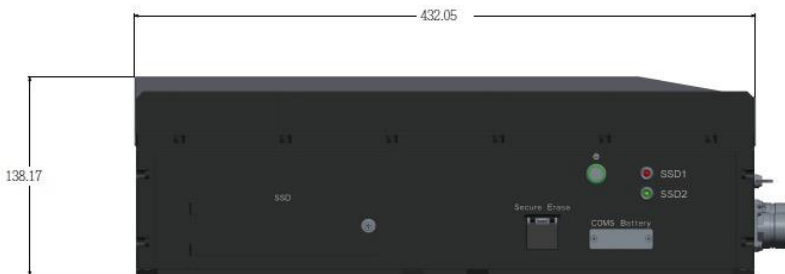 432.05
138.17
SSD1
SSD
SSD2
Secure Erase
COMS Battery